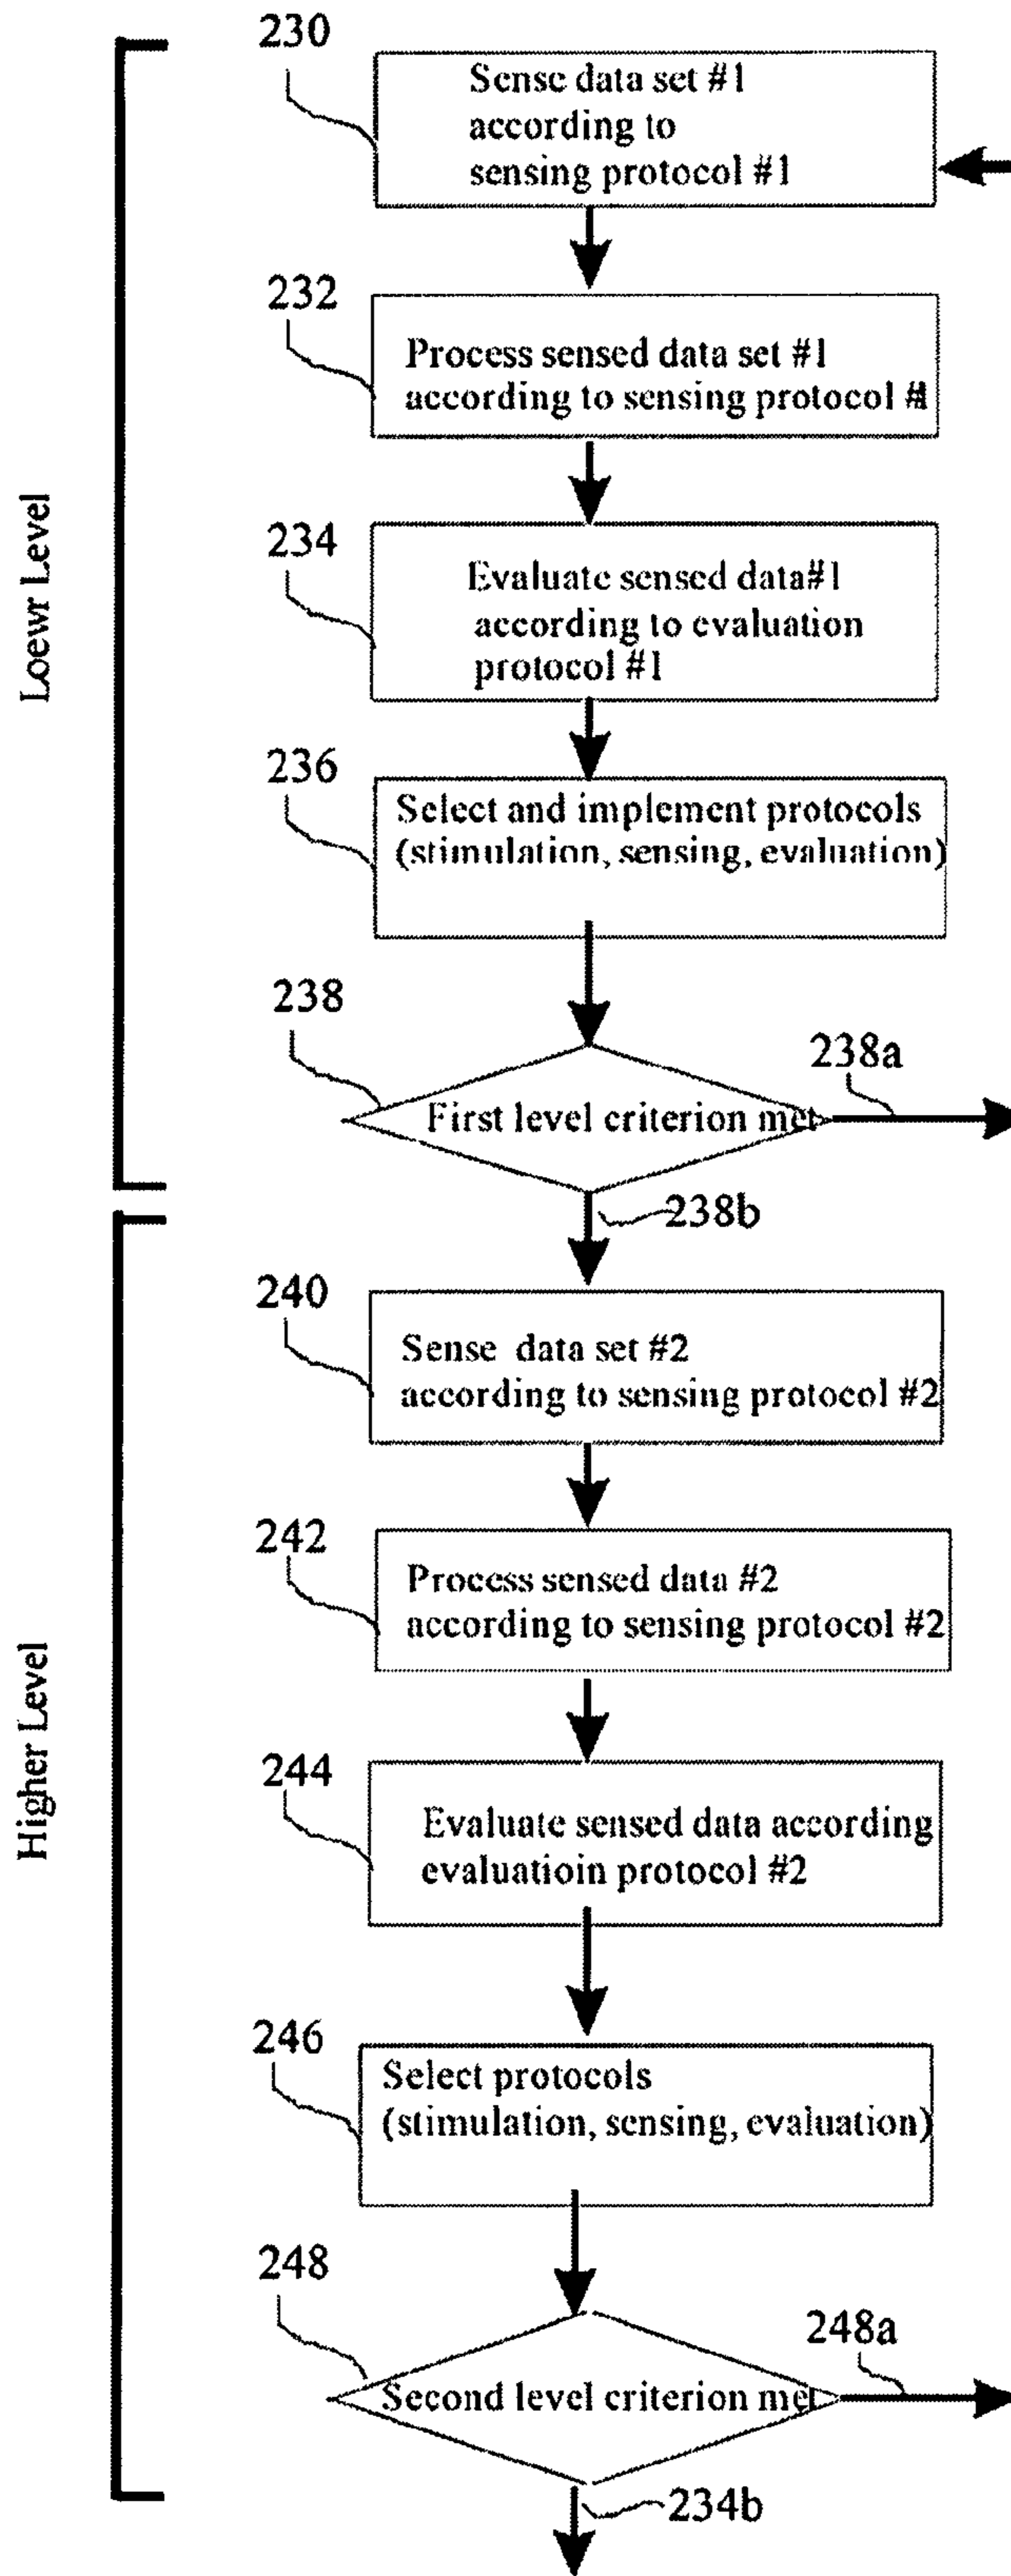 230
Sense data set #1
according to
sensing protocol #1
232
Process sensed data set #1
according to sensing protocol #1
234
Evaluate sensed data#1
according to evaluation
protocol #1
236
Select and implement protocols
(stimulation, sensing, evaluation)
238
First level criterion met
238a
238b
Loewr Level
240
Sense data set #2
according to sensing protocol #2
242
Process sensed data #2
according to sensing protocol #2
244
Evaluate sensed data according
evaluatioin protocol #2
246
Select protocols
(stimulation, sensing, evaluation)
248
Second level criterion met
248a
234b
Higher Level